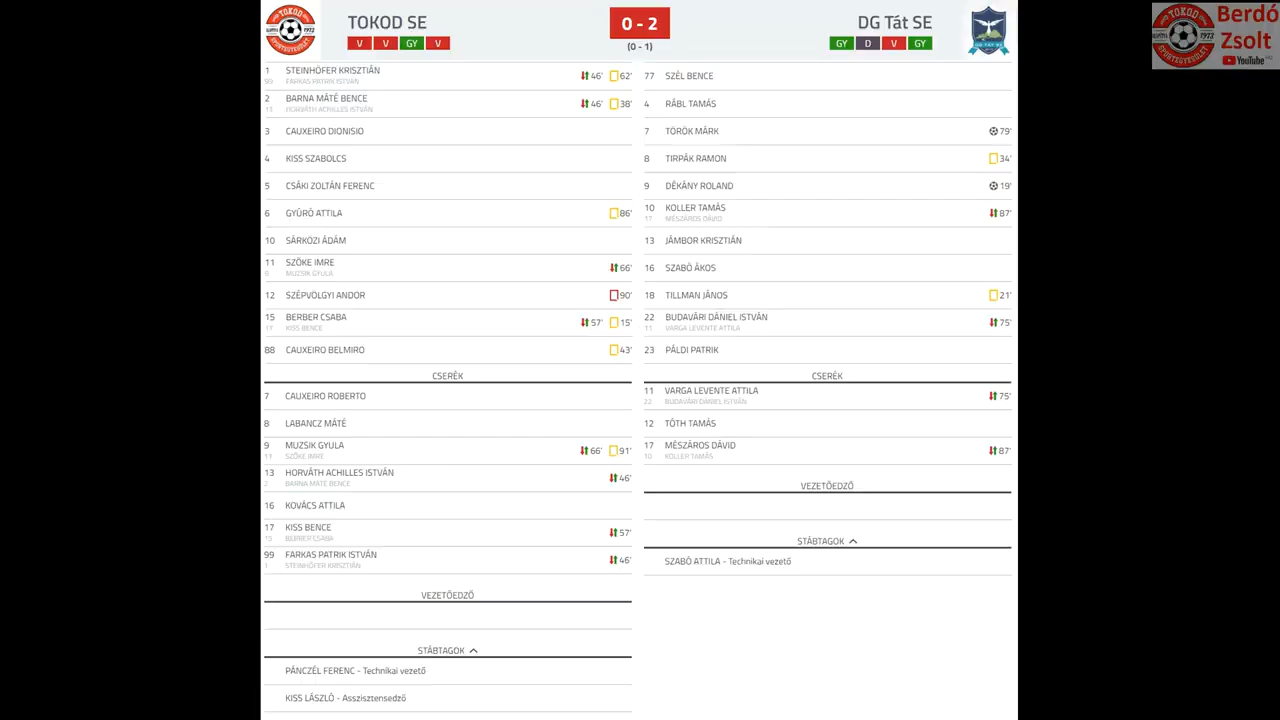 TOKOD SE
V V GY V
0 - 2
(0 - 1)
DG Tát SE
GY D V GY
Berdó
Zsolt
YouTube
TOKOD
1922
SPORTEGYESÜLET
DG TÁT SE
1 STEINHÖFER KRISZTIÁN 46' 62'
99 FARKAS PATRIK ISTVÁN
2 BARNA MÁTÉ BENCE 46' 38'
13 HORVÁTH ACHILLES ISTVÁN
3 CAUXEIRO DIONISIO
4 KISS SZABOLCS
5 CSÁKI ZOLTÁN FERENC
6 GYŰRŰ ATTILA 86'
10 SÁRKÖZI ÁDÁM
11 SZŐKE IMRE 66'
9 MUZSIK GYULA
12 SZÉPVÖLGYI ANDOR 90'
15 BERBER CSABA 57' 15'
17 KISS BENCE
88 CAUXEIRO BELMIRO 43'
CSERÉK
7 CAUXEIRO ROBERTO
8 LABANCZ MÁTÉ
9 MUZSIK GYULA 66' 91'
11 SZŐKE IMRE
13 HORVÁTH ACHILLES ISTVÁN 46'
2 BARNA MÁTÉ BENCE
16 KOVÁCS ATTILA
17 KISS BENCE 57'
15 BERBER CSABA
99 FARKAS PATRIK ISTVÁN 46'
1 STEINHÖFER KRISZTIÁN
VEZETŐEDZŐ
STÁBTAGOK
PÁNCZÉL FERENC - Technikai vezető
KISS LÁSZLÓ - Asszisztensedző
77 SZÉL BENCE
4 RÁBL TAMÁS
7 TÖRÖK MÁRK 79'
8 TIRPÁK RAMON 34'
9 DÉKÁNY ROLAND 19'
10 KOLLER TAMÁS 87'
17 MÉSZÁROS DÁVID
13 JÁMBOR KRISZTIÁN
16 SZABÓ ÁKOS
18 TILLMAN JÁNOS 21'
22 BUDAVÁRI DÁNIEL ISTVÁN 75'
11 VARGA LEVENTE ATTILA
23 PÁLDI PATRIK
CSERÉK
11 VARGA LEVENTE ATTILA 75'
22 BUDAVÁRI DÁNIEL ISTVÁN
12 TÓTH TAMÁS
17 MÉSZÁROS DÁVID 87'
10 KOLLER TAMÁS
VEZETŐEDZŐ
STÁBTAGOK
SZABÓ ATTILA - Technikai vezető